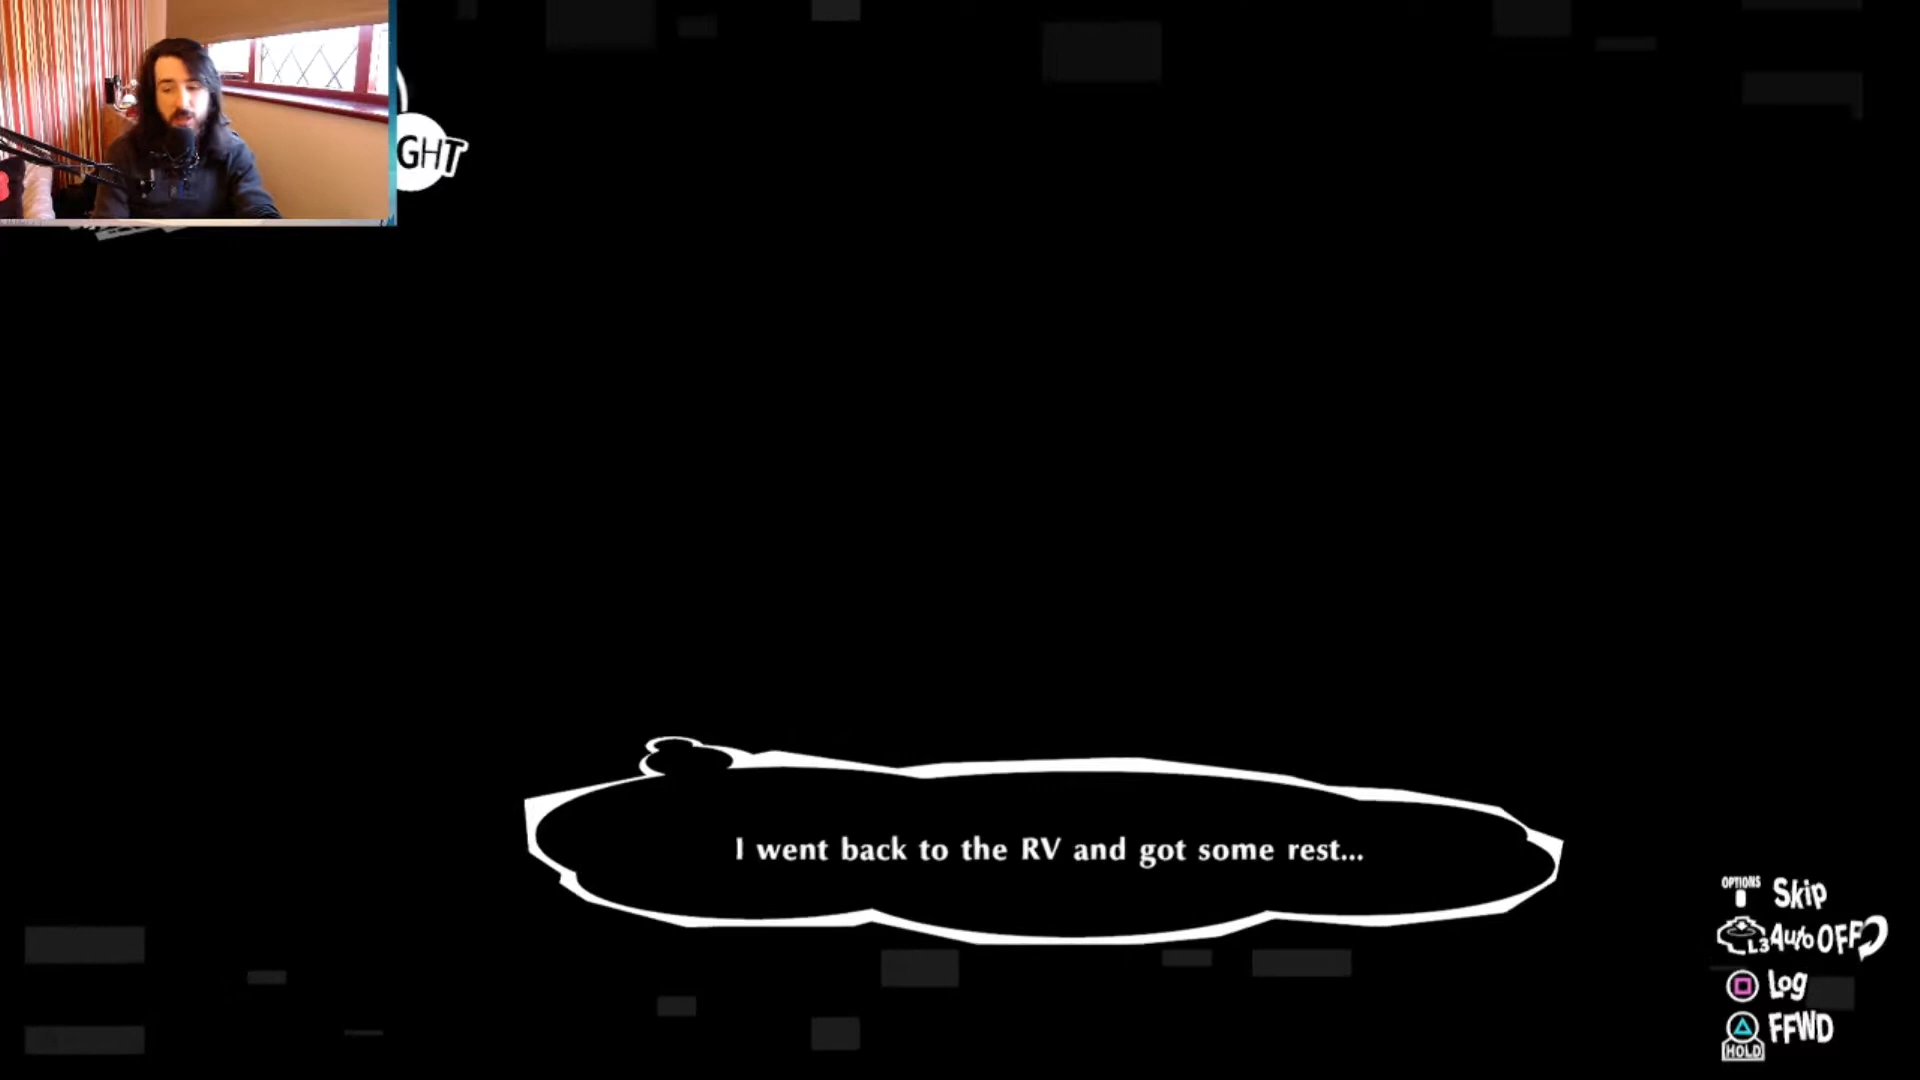 GHT
I went back to the RV and got some rest...
OPTIONS Skip
L3 Auto OFF
Log
FFWD
HOLD